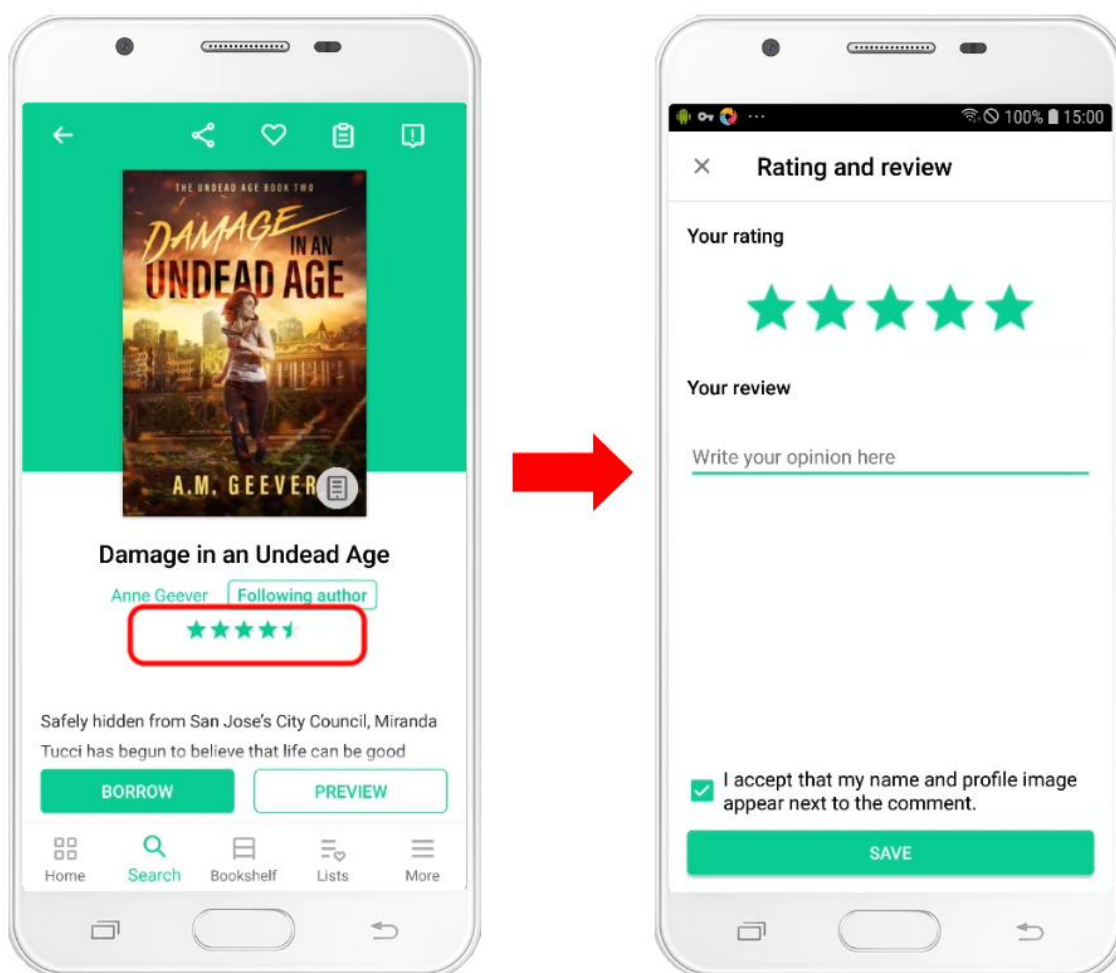 THE UNDEAD AGE BOOK TWO
DAMAGE
IN AN
UNDEAD AGE
A.M. GEEVER
Damage in an Undead Age
Anne Geever Following author
Safely hidden from San Jose's City Council, Miranda
Tucci has begun to believe that life can be good
BORROW PREVIEW
Home Search Bookshelf Lists More
100% 15:00
Rating and review
Your rating
Your review
Write your opinion here
I accept that my name and profile image
appear next to the comment.
SAVE